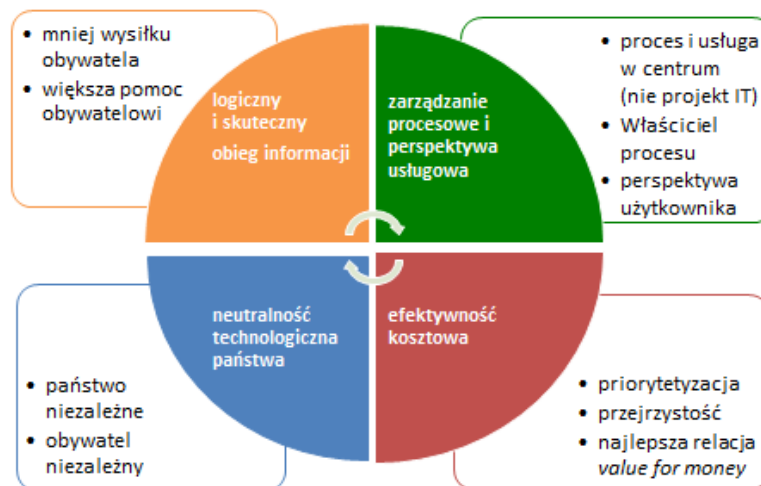 • mniej wysiłku
obywatela
• większa pomoc
obywatelowi
logiczny
i skuteczny
obieg informacji
zarządzanie
procesowe i
perspektywa
usługowa
• proces i usługa
w centrum
(nie projekt IT)
• Właściciel
procesu
• perspektywa
użytkownika
neutralność
technologiczna
państwa
• państwo
niezależne
• obywatel
niezależny
efektywność
kosztowa
• priorytetyzacja
• przejrzystość
• najlepsza relacja
value for money